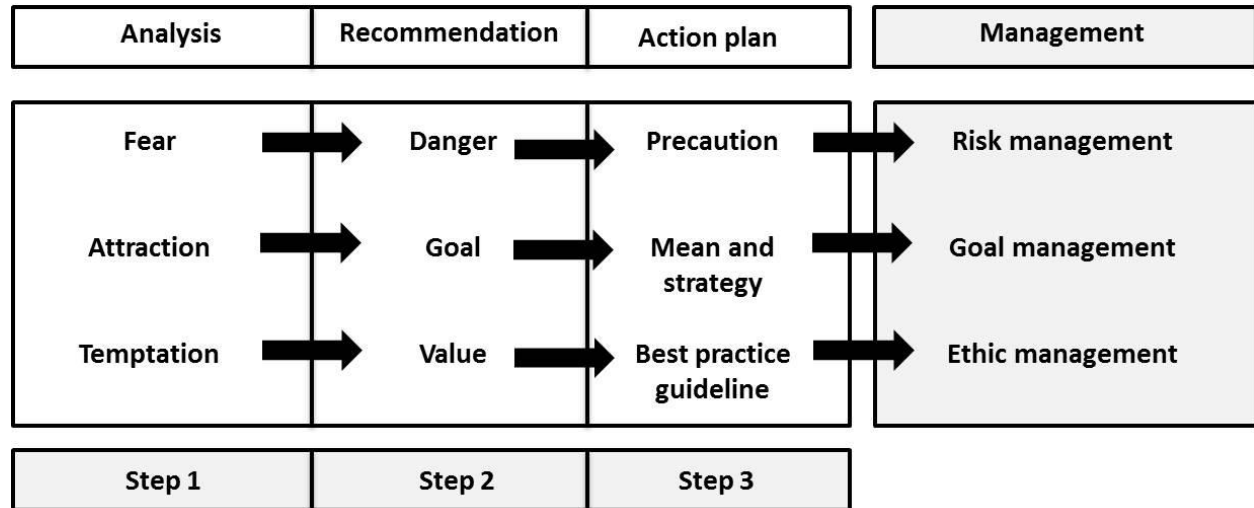 Analysis
Recommendation
Action plan
Management
Fear
Danger
Precaution
Risk management
Attraction
Goal
Mean and
strategy
Goal management
Temptation
Value
Best practice
guideline
Ethic management
Step 1
Step 2
Step 3